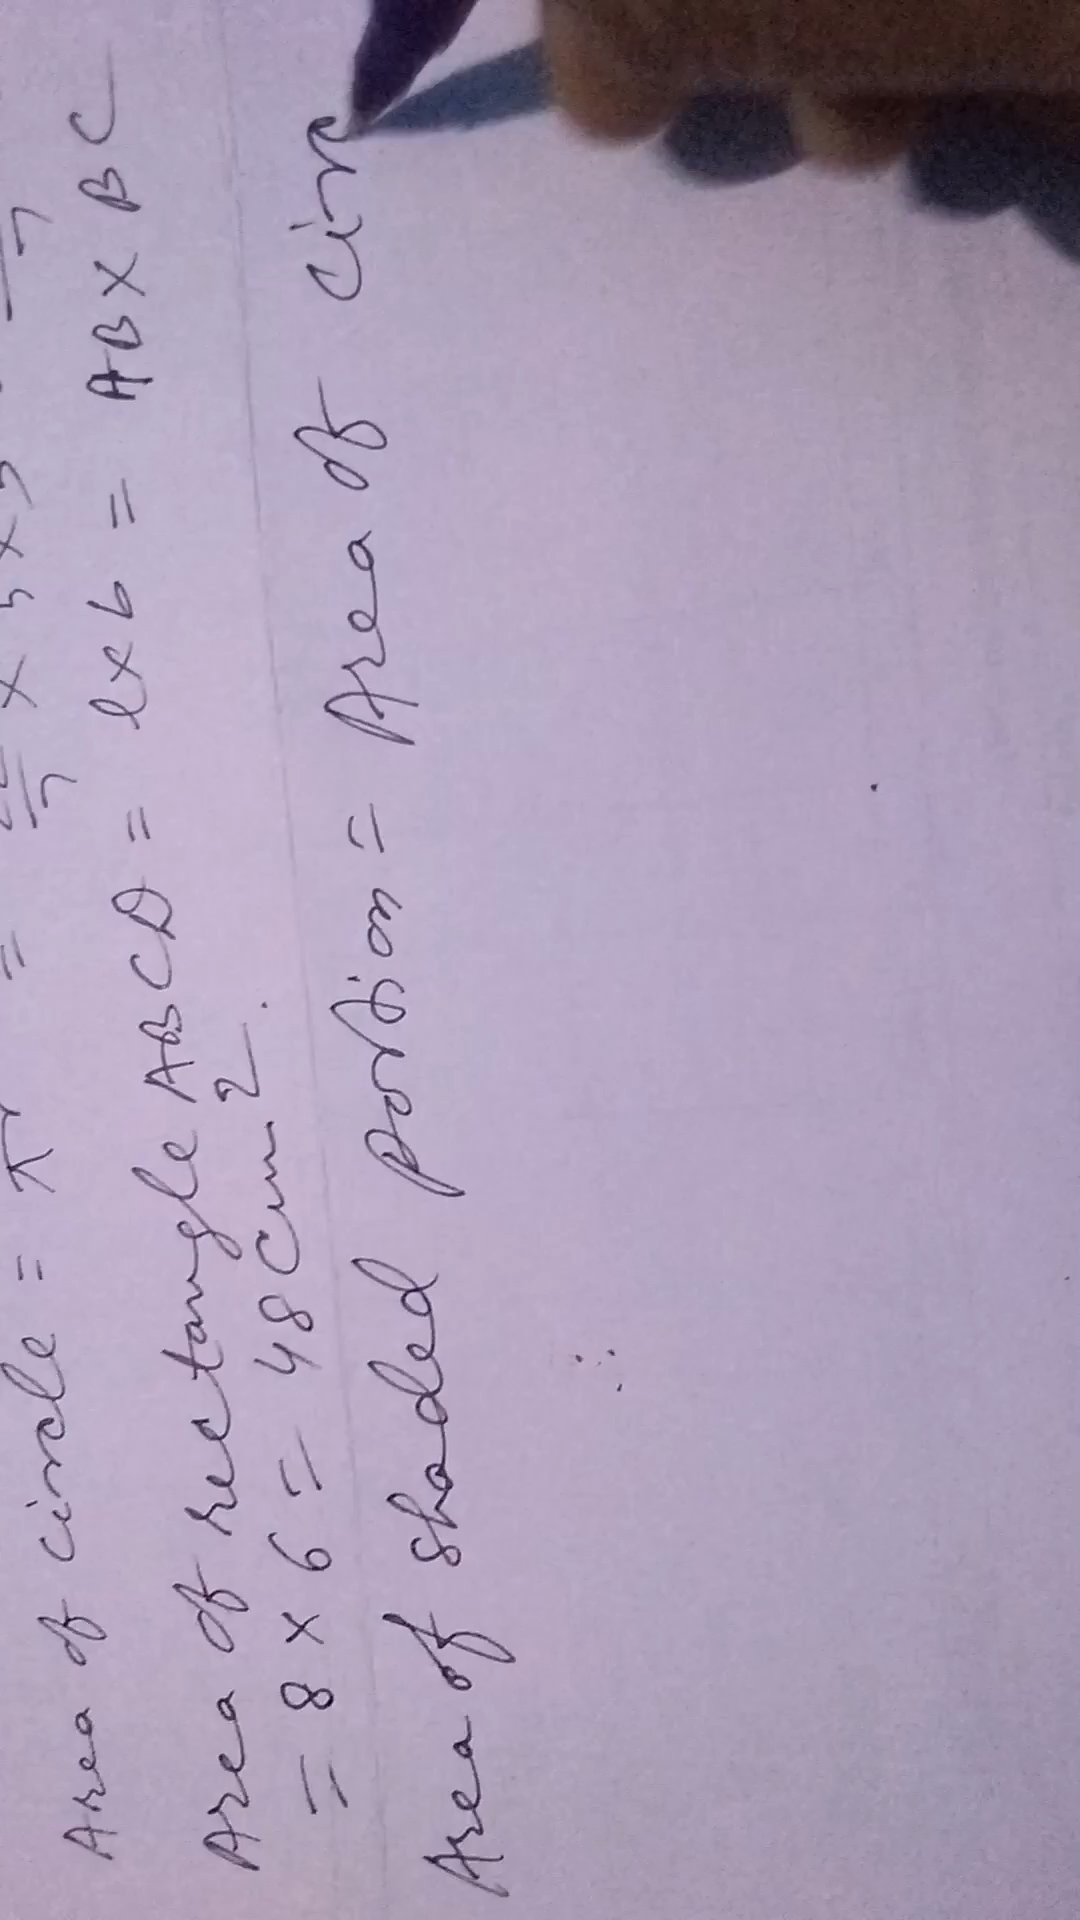 Area of circle = π = 22/7 × 5 × 5
Area of rectangle ABCD = l×b = AB×BC
= 8×6 = 48 Cm2.
Area of shaded portion = Area of Circ